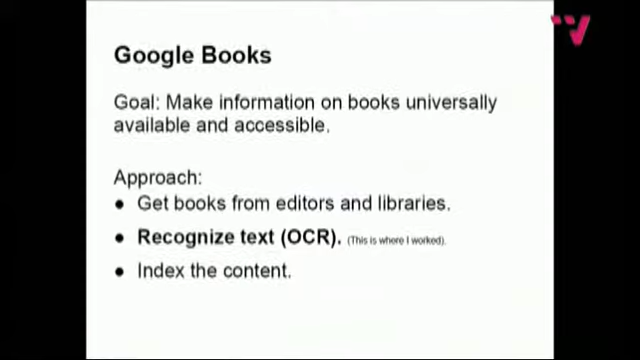 Google Books
Goal: Make information on books universally
available and accessible.
Approach:
● Get books from editors and libraries.
● Recognize text (OCR). (This is where I worked).
● Index the content.